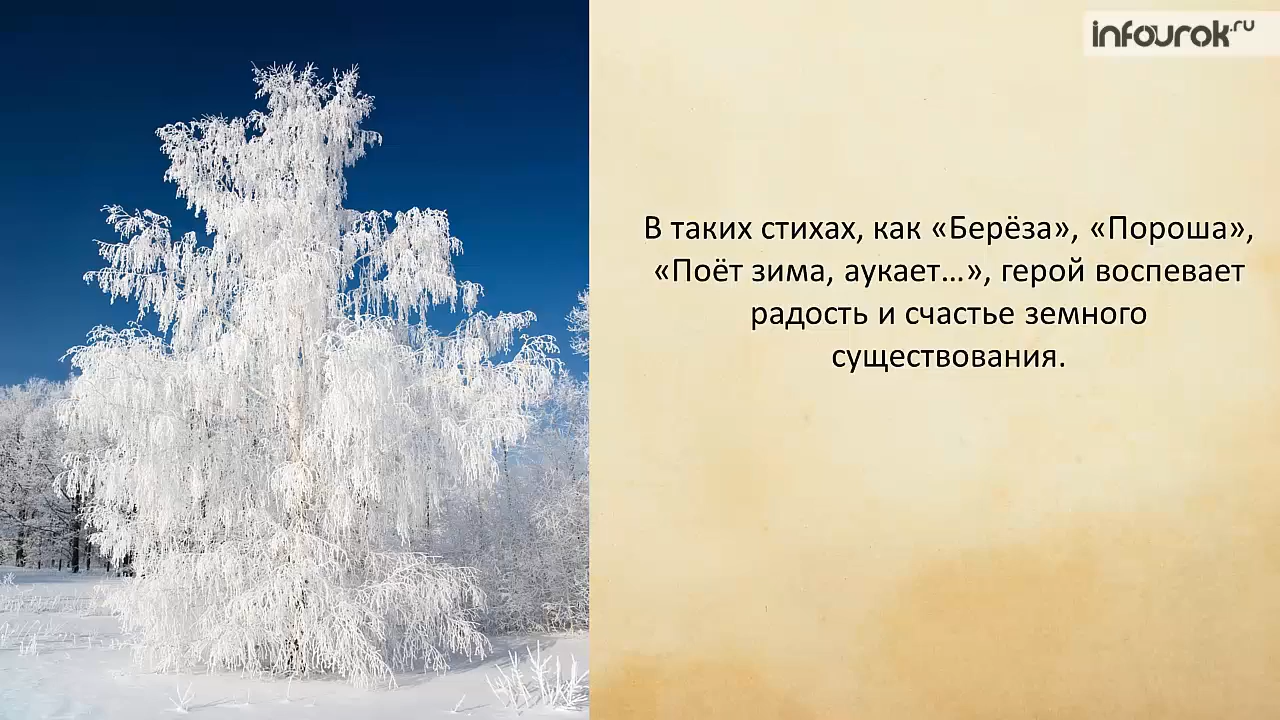 infourok.ru
В таких стихах, как «Берёза», «Пороша»,
«Поёт зима, аукает…», герой воспевает
радость и счастье земного
существования.